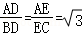 AD/BD = AE/EC = √3